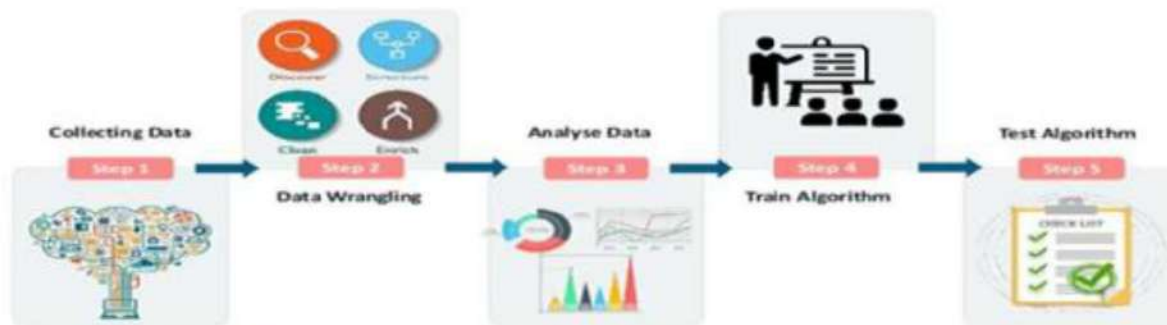 Discover
Structure
Clean
Enrich
Collecting Data
Analyse Data
Test Algorithm
Step 1
Step 2
Step 3
Step 4
Step 5
Data Wrangling
Train Algorithm
CHECK LIST